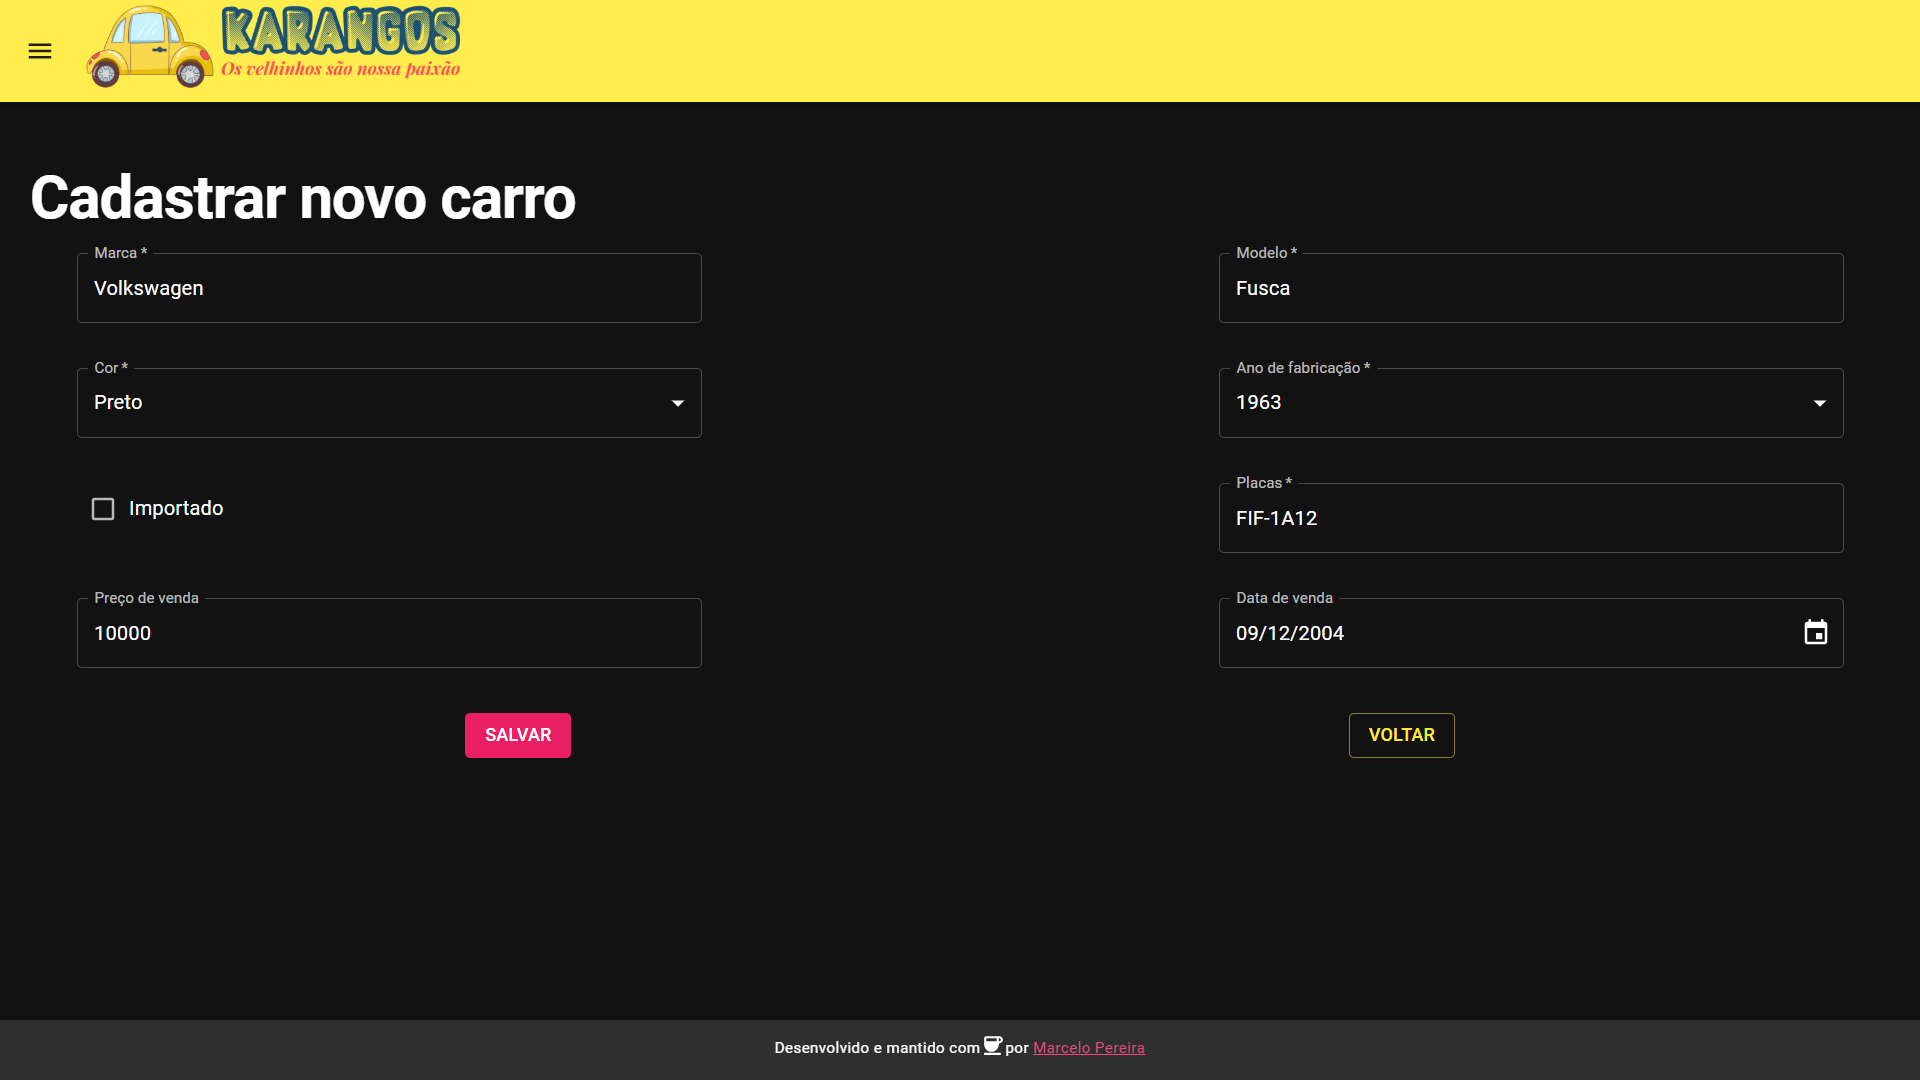 KARANGOS
Os velhinhos são nossa paixão
Cadastrar novo carro
Marca *
Volkswagen
Modelo *
Fusca
Cor *
Preto
Ano de fabricação *
1963
Importado
Placas *
FIF-1A12
Preço de venda
10000
Data de venda
09/12/2004
SALVAR
VOLTAR
Desenvolvido e mantido com por Marcelo Pereira